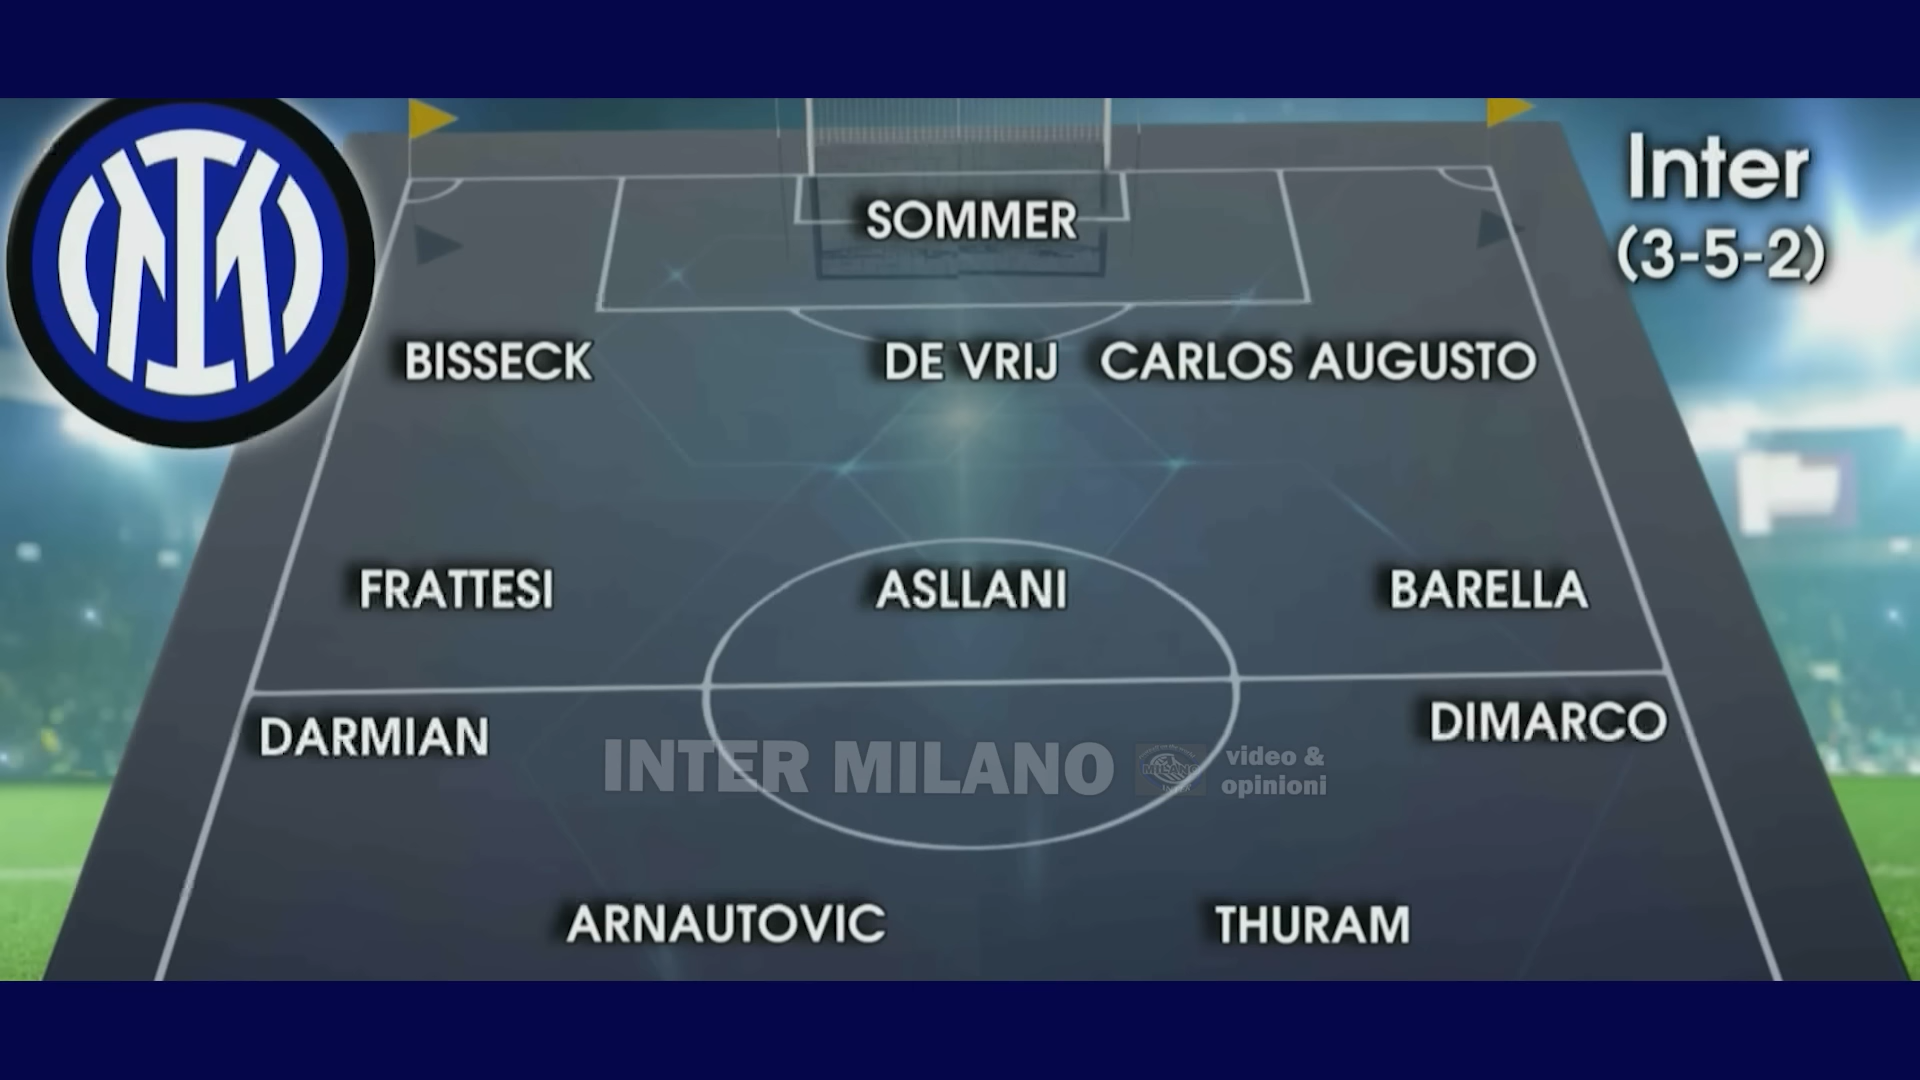 Inter
(3-5-2)
SOMMER
BISSECK DE VRIJ CARLOS AUGUSTO
FRATTESI ASLLANI BARELLA
DARMIAN DIMARCO
INTER MILANO video &
opinioni
MILANO
ARNAUTOVIC THURAM